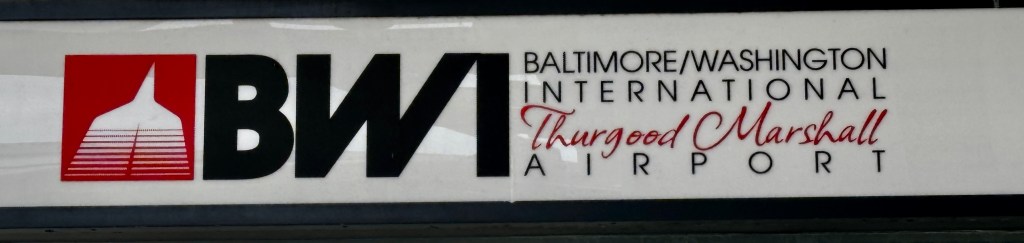 BWI
BALTIMORE/WASHINGTON
INTERNATIONAL
Thurgood Marshall
AIRPORT